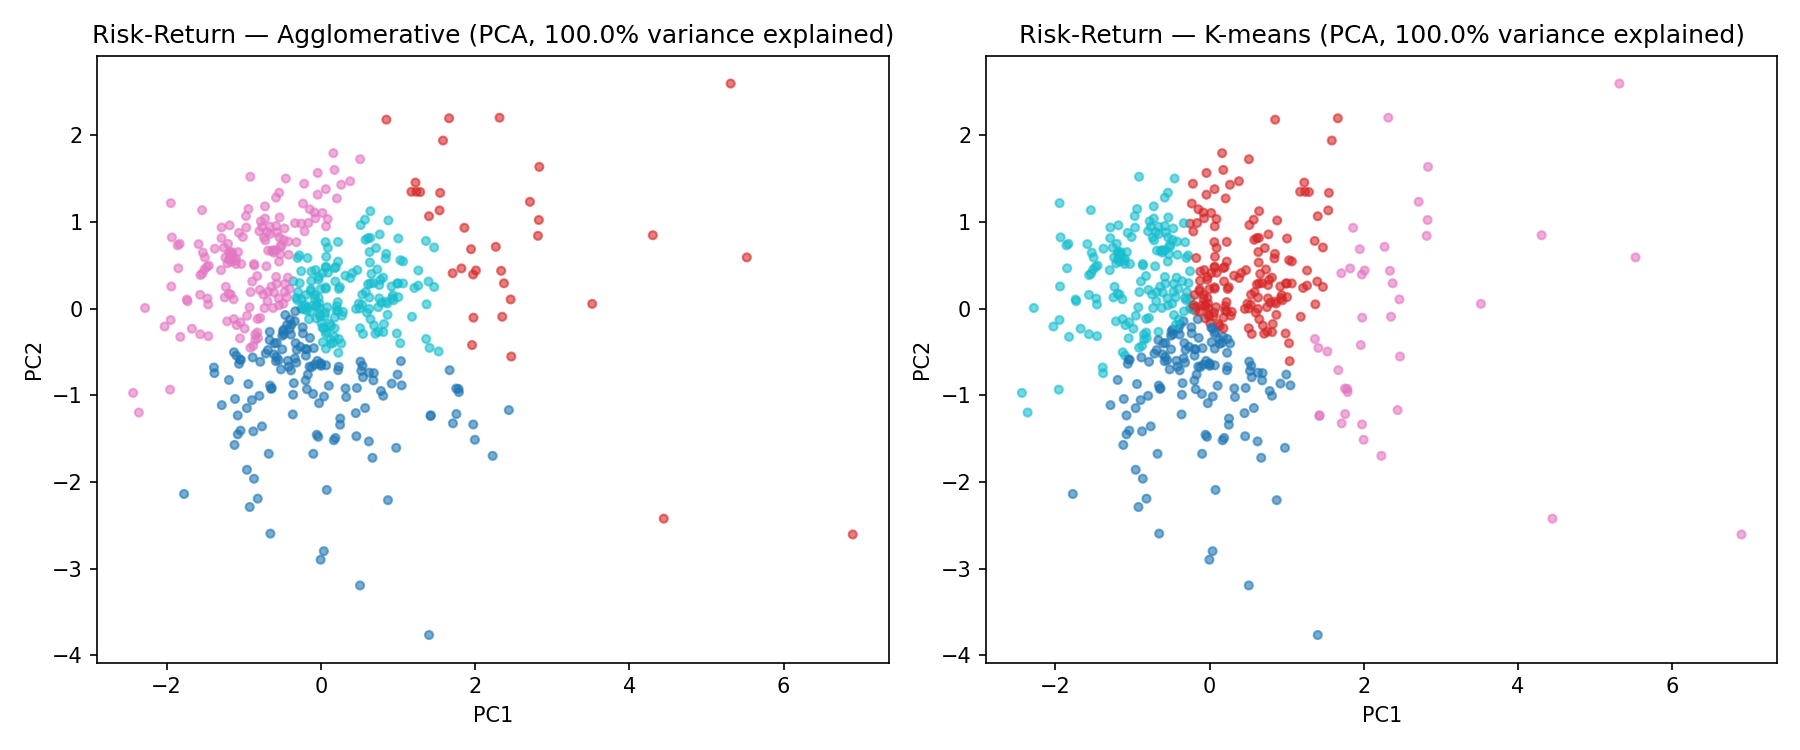 Risk-Return — Agglomerative (PCA, 100.0% variance explained)
2
1
0
−1
−2
−3
−4
PC2
−2 0 2 4 6
PC1
Risk-Return — K-means (PCA, 100.0% variance explained)
2
1
0
−1
−2
−3
−4
PC2
−2 0 2 4 6
PC1